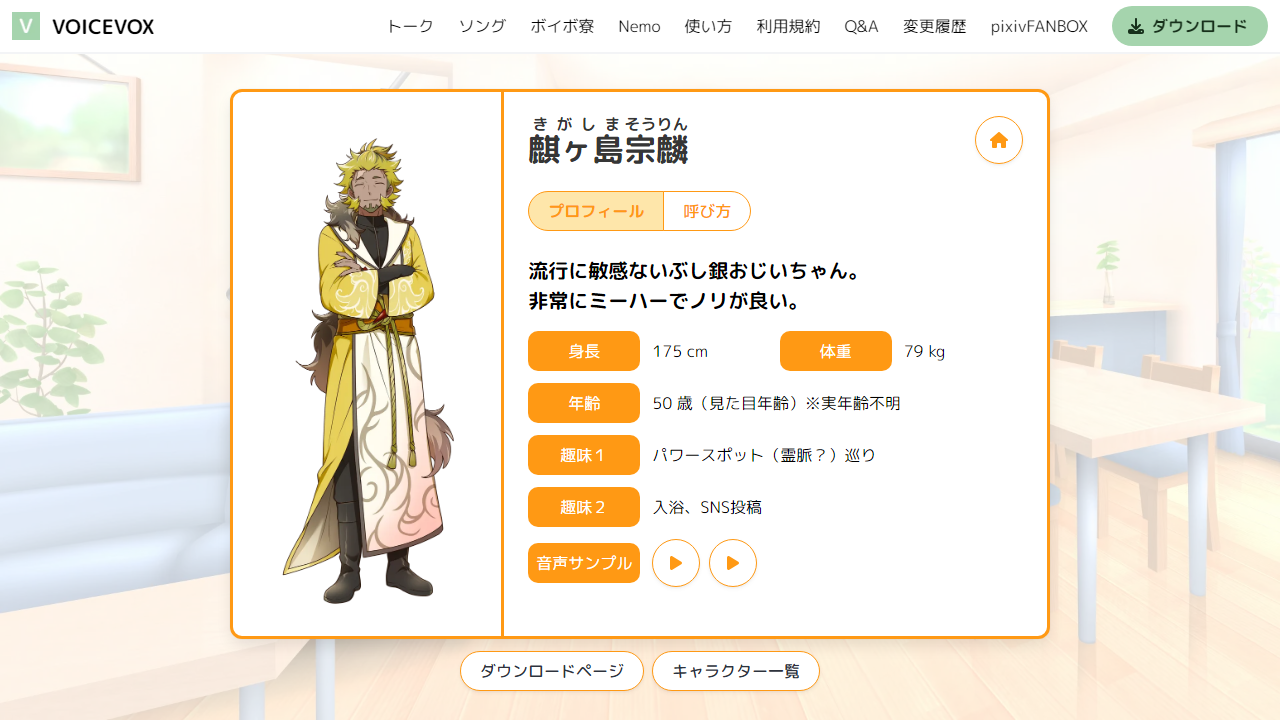 V VOICEVOX トーク ソング ボイボ寮 Nemo 使い方 利用規約 Q&A 変更履歴 pixivFANBOX ダウンロード
きがしまそうりん
麒ヶ島宗麟
プロフィール 呼び方
流行に敏感ないぶし銀おじいちゃん。
非常にミーハーでノリが良い。
身長 175 cm 体重 79 kg
年齢 50 歳（見た目年齢）※実年齢不明
趣味１ パワースポット（霊脈？）巡り
趣味２ 入浴、SNS投稿
音声サンプル
ダウンロードページ キャラクター一覧